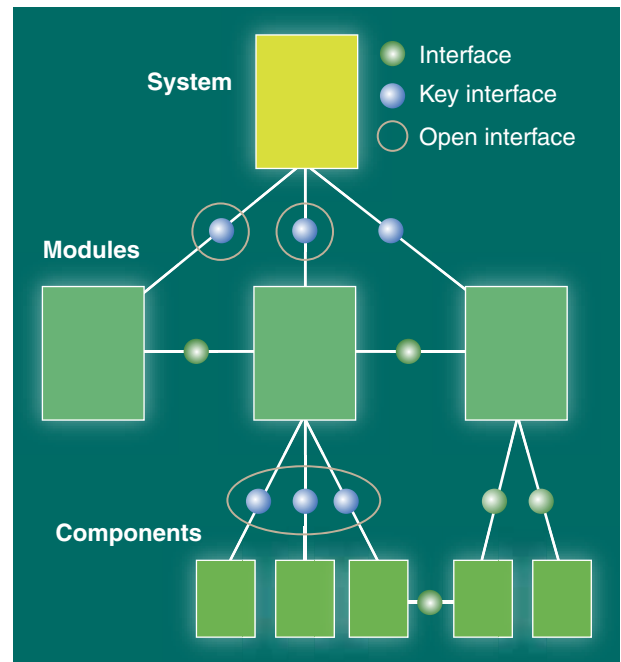 System
Interface
Key interface
Open interface
Modules
Components